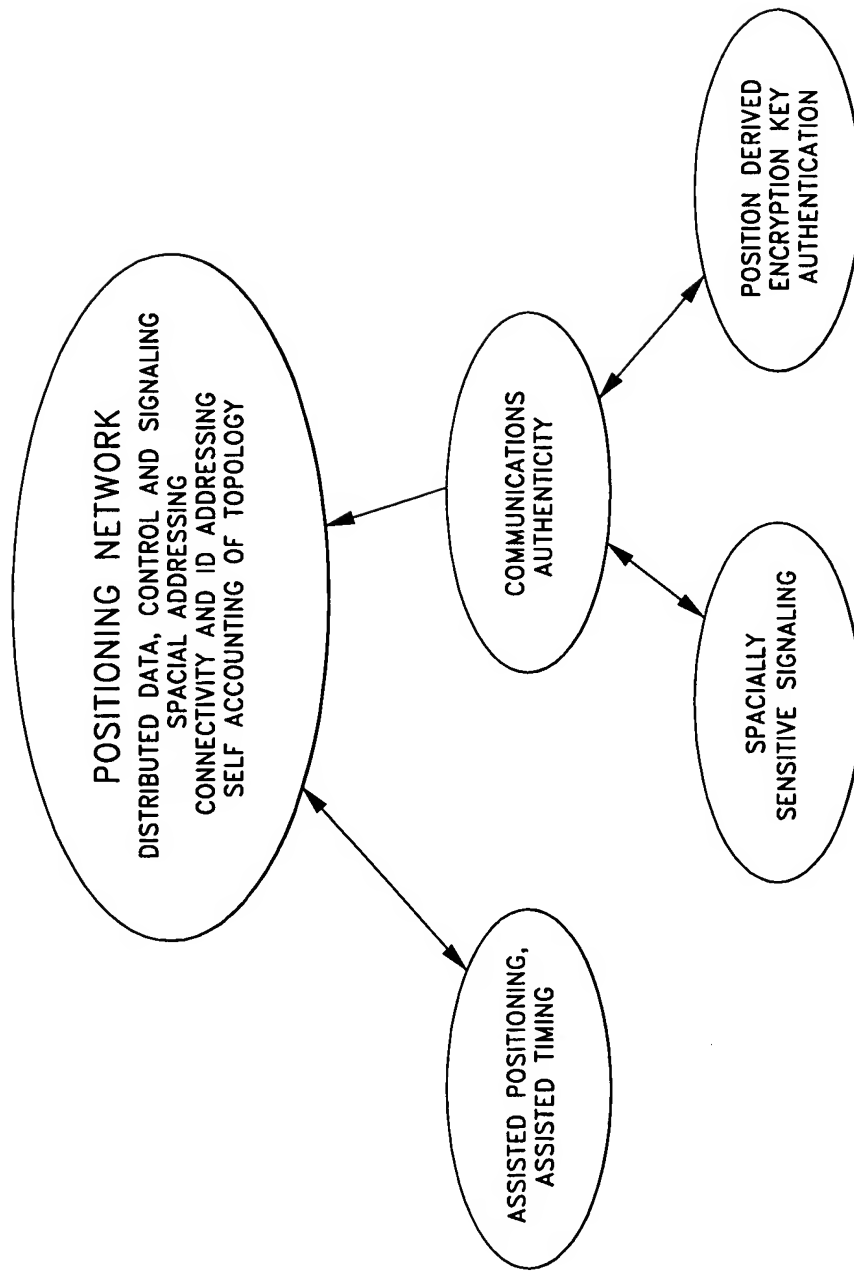 POSITIONING NETWORK
DISTRIBUTED DATA, CONTROL AND SIGNALING
SPACIAL ADDRESSING
CONNECTIVITY AND ID ADDRESSING
SELF ACCOUNTING OF TOPOLOGY
ASSISTED POSITIONING,
ASSISTED TIMING
COMMUNICATIONS
AUTHENTICITY
SPACIALLY
SENSITIVE SIGNALING
POSITION DERIVED
ENCRYPTION KEY
AUTHENTICATION